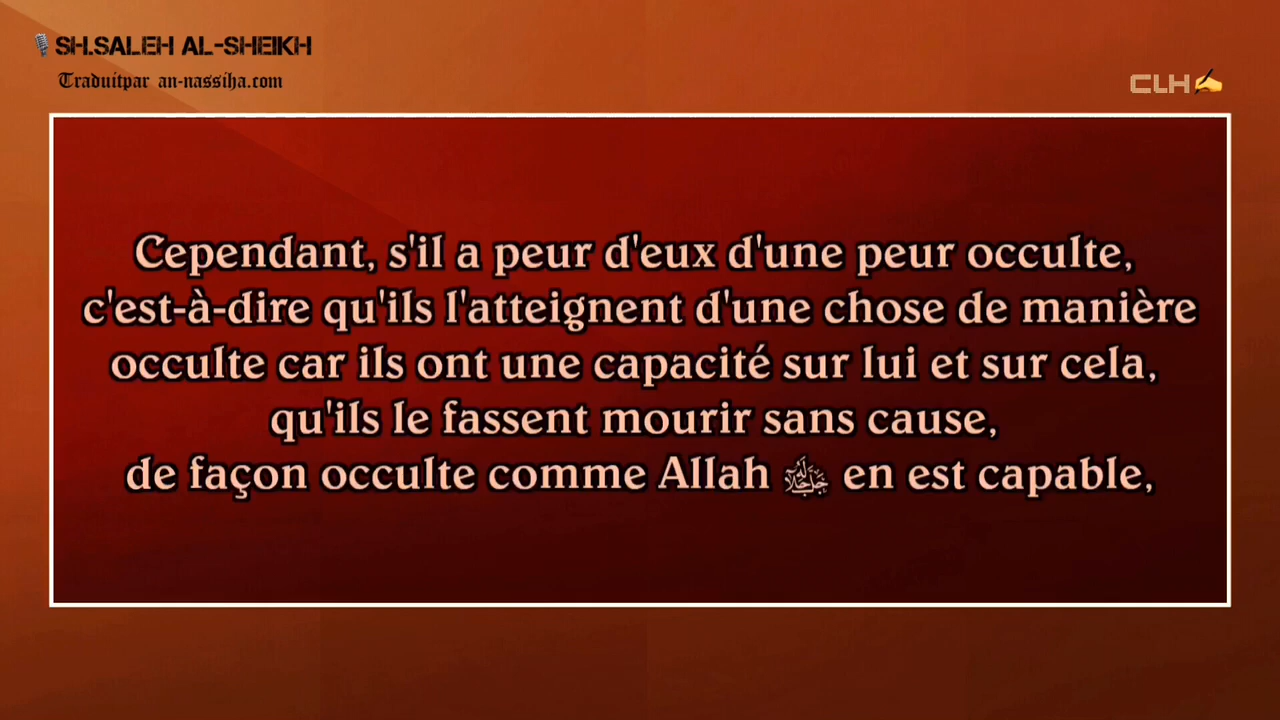 SH.SALEH AL-SHEIKH
Traduitpar an-nassiha.com
CLH
Cependant, s'il a peur d'eux d'une peur occulte,
c'est-à-dire qu'ils l'atteignent d'une chose de manière
occulte car ils ont une capacité sur lui et sur cela,
qu'ils le fassent mourir sans cause,
de façon occulte comme Allah ﷻ en est capable,